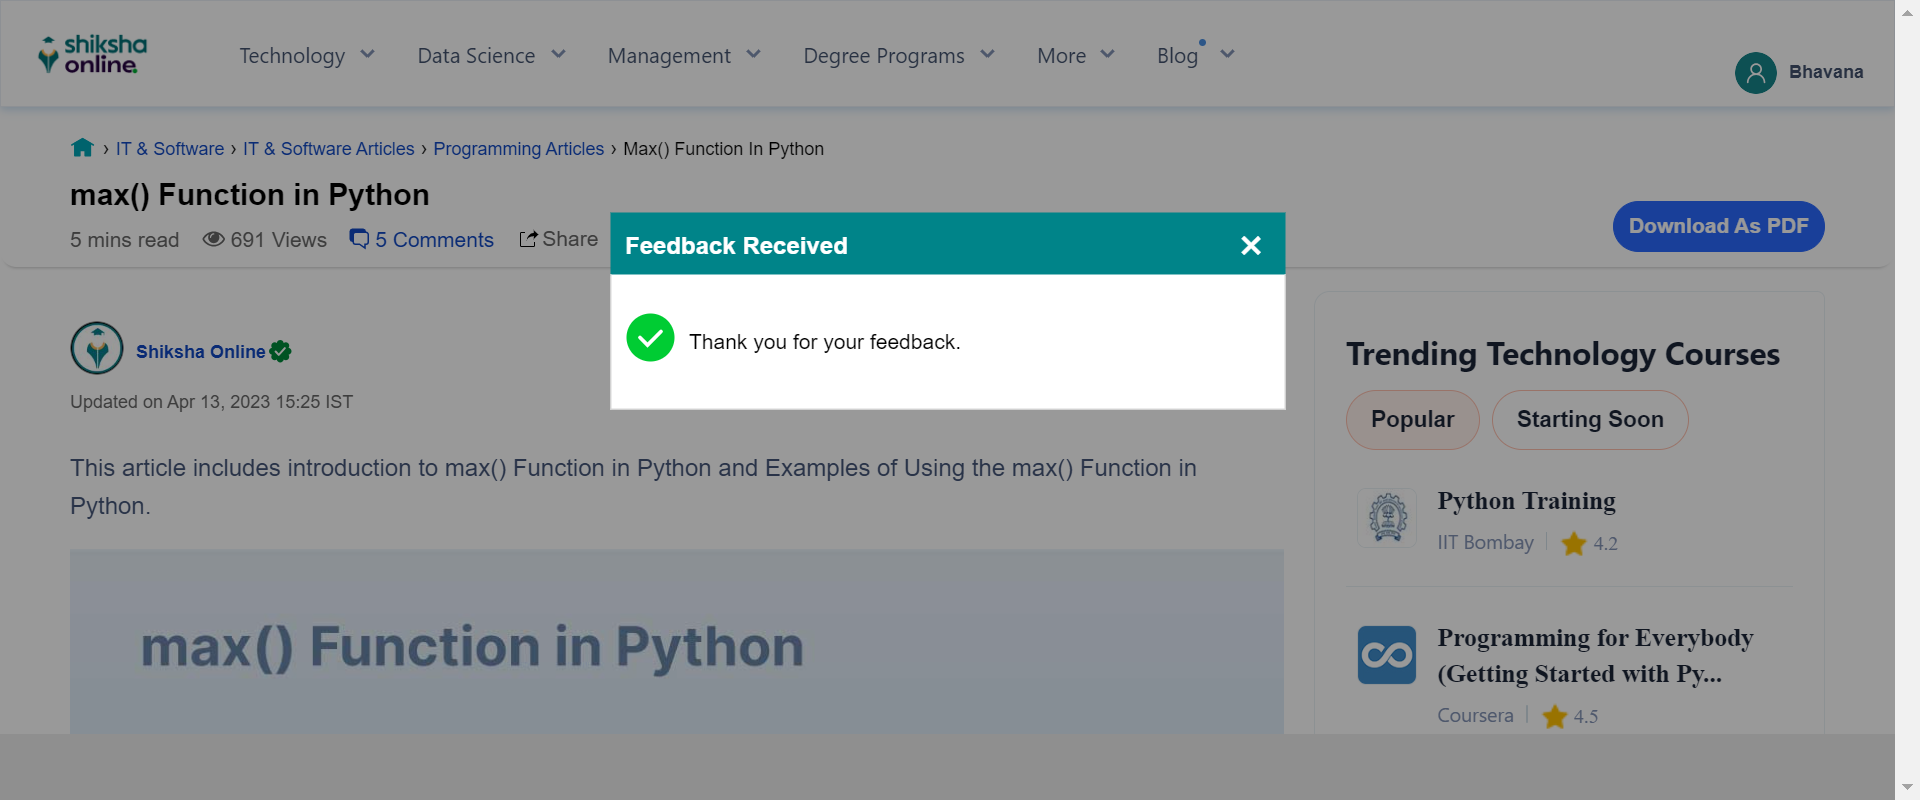 shiksha
online.
Technology
Data Science
Management
Degree Programs
More
Blog
Bhavana
› IT & Software › IT & Software Articles › Programming Articles › Max() Function In Python
max() Function in Python
5 mins read
691 Views
5 Comments
Share
Download As PDF
Feedback Received
Thank you for your feedback.
Shiksha Online
Updated on Apr 13, 2023 15:25 IST
This article includes introduction to max() Function in Python and Examples of Using the max() Function in
Python.
max() Function in Python
Trending Technology Courses
Popular
Starting Soon
Python Training
IIT Bombay
4.2
Programming for Everybody
(Getting Started with Py...
Coursera
4.5